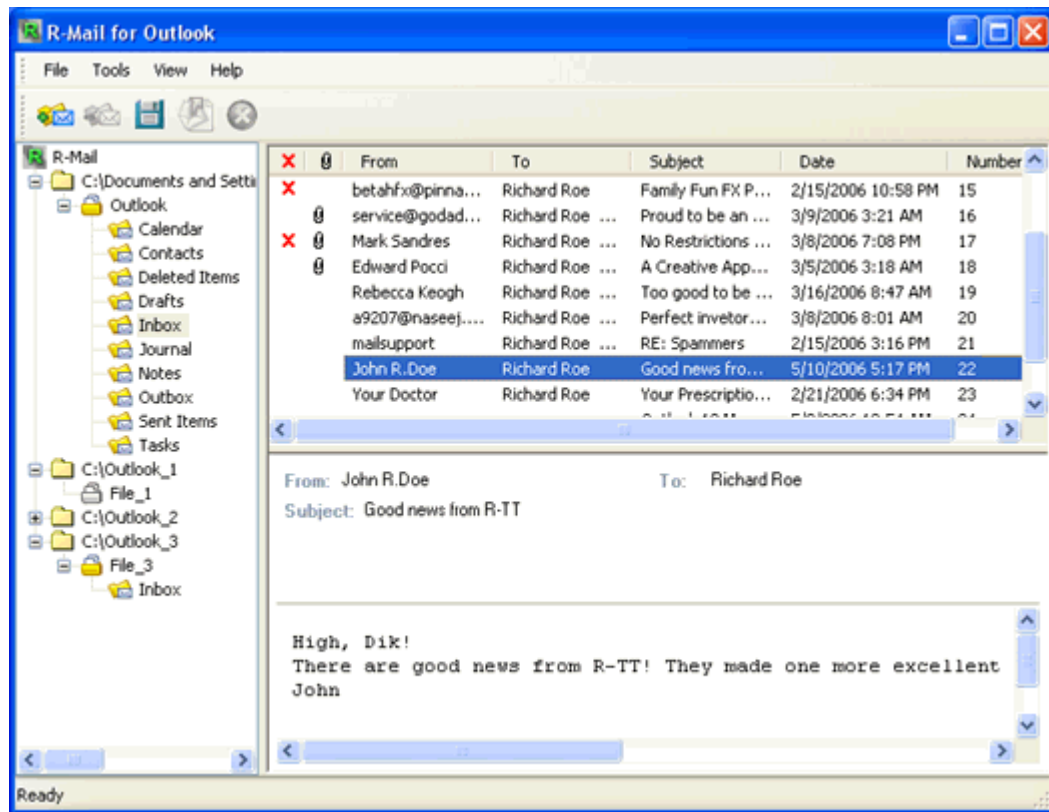 R-Mail for Outlook
File Tools View Help
R-Mail
C:\Documents and Setti
Outlook
Calendar
Contacts
Deleted Items
Drafts
Inbox
Journal
Notes
Outbox
Sent Items
Tasks
C:\Outlook_1
File_1
C:\Outlook_2
C:\Outlook_3
File_3
Inbox
From To Subject Date Number
betahfx@pinna... Richard Roe Family Fun FX P... 2/15/2006 10:58 PM 15
service@godad... Richard Roe ... Proud to be an ... 3/9/2006 3:21 AM 16
Mark Sandres Richard Roe ... No Restrictions ... 3/8/2006 7:08 PM 17
Edward Pocci Richard Roe ... A Creative App... 3/5/2006 3:18 AM 18
Rebecca Keogh Richard Roe ... Too good to be ... 3/16/2006 8:47 AM 19
a9207@naseej.... Richard Roe ... Perfect invetor... 3/8/2006 8:01 AM 20
mailsupport Richard Roe ... RE: Spammers 2/15/2006 3:16 PM 21
John R.Doe Richard Roe Good news fro... 5/10/2006 5:17 PM 22
Your Doctor Richard Roe Your Prescriptio... 2/21/2006 6:34 PM 23
From: John R.Doe To: Richard Roe
Subject: Good news from R-TT
High, Dik!
There are good news from R-TT! They made one more excellent
John
Ready